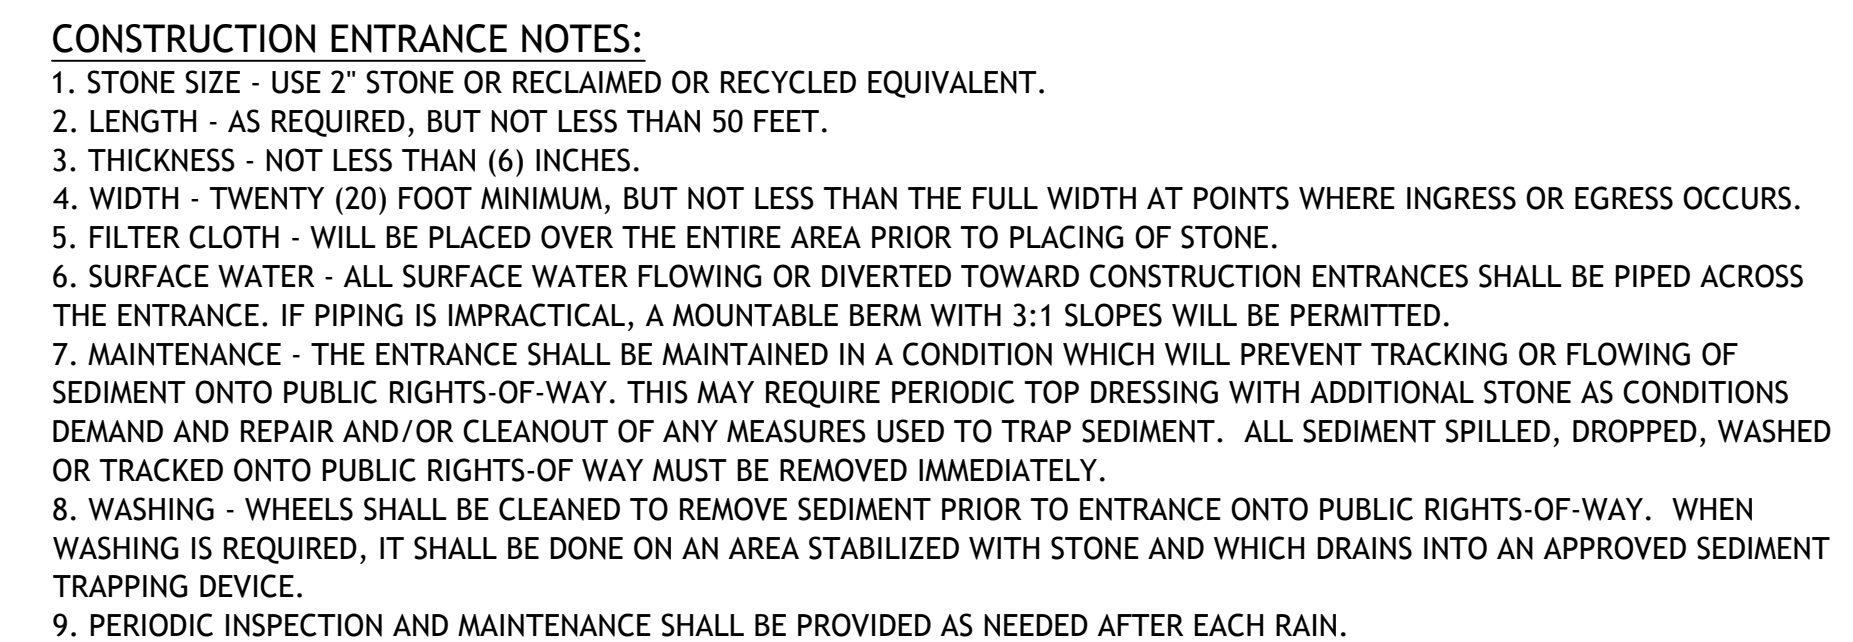 CONSTRUCTION ENTRANCE NOTES:
1. STONE SIZE - USE 2" STONE OR RECLAIMED OR RECYCLED EQUIVALENT.
2. LENGTH - AS REQUIRED, BUT NOT LESS THAN 50 FEET.
3. THICKNESS - NOT LESS THAN (6) INCHES.
4. WIDTH - TWENTY (20) FOOT MINIMUM, BUT NOT LESS THAN THE FULL WIDTH AT POINTS WHERE INGRESS OR EGRESS OCCURS.
5. FILTER CLOTH - WILL BE PLACED OVER THE ENTIRE AREA PRIOR TO PLACING OF STONE.
6. SURFACE WATER - ALL SURFACE WATER FLOWING OR DIVERTED TOWARD CONSTRUCTION ENTRANCES SHALL BE PIPED ACROSS
THE ENTRANCE. IF PIPING IS IMPRACTICAL, A MOUNTABLE BERM WITH 3:1 SLOPES WILL BE PERMITTED.
7. MAINTENANCE - THE ENTRANCE SHALL BE MAINTAINED IN A CONDITION WHICH WILL PREVENT TRACKING OR FLOWING OF
SEDIMENT ONTO PUBLIC RIGHTS-OF-WAY. THIS MAY REQUIRE PERIODIC TOP DRESSING WITH ADDITIONAL STONE AS CONDITIONS
DEMAND AND REPAIR AND/OR CLEANOUT OF ANY MEASURES USED TO TRAP SEDIMENT.  ALL SEDIMENT SPILLED, DROPPED, WASHED
OR TRACKED ONTO PUBLIC RIGHTS-OF WAY MUST BE REMOVED IMMEDIATELY.
8. WASHING - WHEELS SHALL BE CLEANED TO REMOVE SEDIMENT PRIOR TO ENTRANCE ONTO PUBLIC RIGHTS-OF-WAY.  WHEN
WASHING IS REQUIRED, IT SHALL BE DONE ON AN AREA STABILIZED WITH STONE AND WHICH DRAINS INTO AN APPROVED SEDIMENT
TRAPPING DEVICE.
9. PERIODIC INSPECTION AND MAINTENANCE SHALL BE PROVIDED AS NEEDED AFTER EACH RAIN.